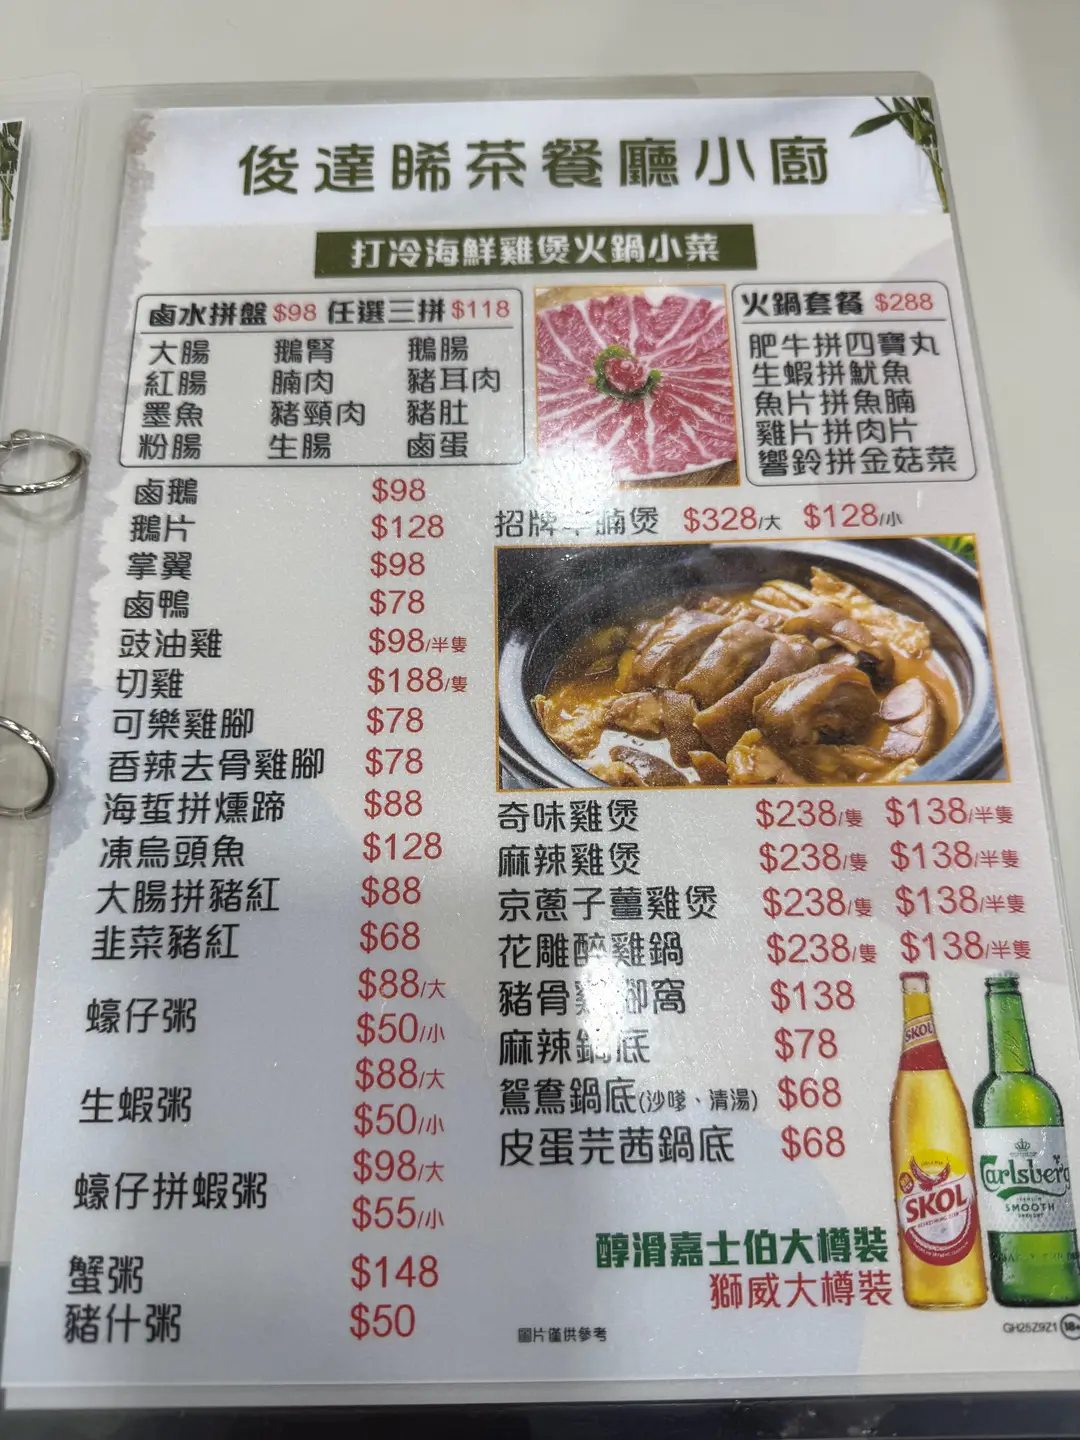 俊達晞茶餐廳小廚
打冷海鮮雞煲火鍋小菜
鹵水拼盤 $98 任選三拼 $118
大腸 鵝腎 鵝腸
紅腸 腩肉 豬耳肉
墨魚 豬頸肉 豬肚
粉腸 生腸 鹵蛋
火鍋套餐 $288
肥牛拼四寶丸
生蝦拼魷魚
魚片拼魚腩
雞片拼肉片
響鈴拼金菇菜
鹵鵝 $98
鵝片 $128
掌翼 $98
鹵鴨 $78
豉油雞 $98/半隻
切雞 $188/隻
可樂雞腳 $78
香辣去骨雞腳 $78
海蜇拼燻蹄 $88
凍烏頭魚 $128
大腸拼豬紅 $88
韭菜豬紅 $68
蠔仔粥 $88/大
$50/小
生蝦粥 $88/大
$50/小
蠔仔拼蝦粥 $98/大
$55/小
蟹粥 $148
豬什粥 $50
招牌 腩煲 $328/大 $128/小
奇味雞煲 $238/隻 $138/半隻
麻辣雞煲 $238/隻 $138/半隻
京蔥子薑雞煲 $238/隻 $138/半隻
花雕醉雞鍋 $238/隻 $138/半隻
豬骨雞腳窩 $138
麻辣鍋底 $78
鴛鴦鍋底(沙嗲、清湯) $68
皮蛋芫茜鍋底 $68
SKOL
SKOL
Carlsberg
SMOOTH
醇滑嘉士伯大樽裝
獅威大樽裝
圖片僅供參考
GH25Z9Z1 18+